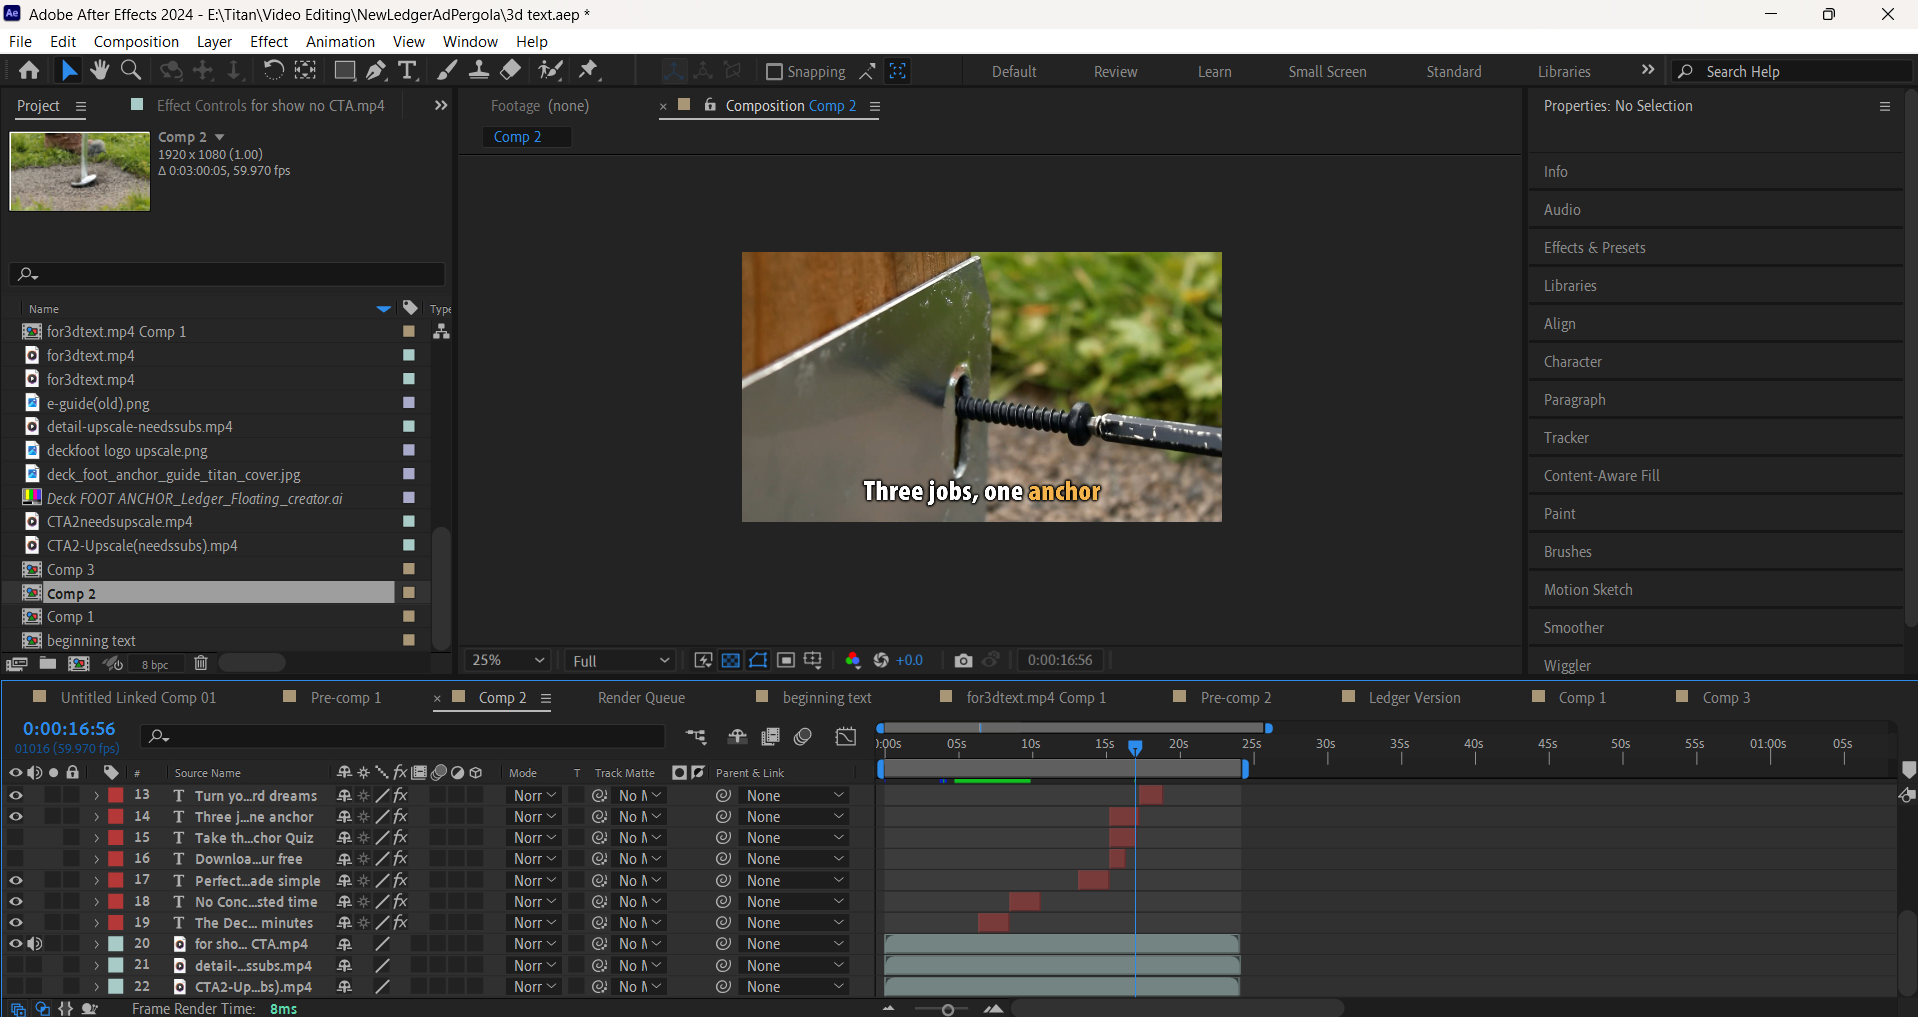 Adobe After Effects 2024 - E:\Titan\Video Editing\NewLedgerAdPergola\3d text.aep *
File Edit Composition Layer Effect Animation View Window Help
Snapping Default Review Learn Small Screen Standard Libraries Search Help
Project Effect Controls for show no CTA.mp4
Comp 2
1920 x 1080 (1.00)
Δ 0:03:00:05, 59.970 fps
Name Type
for3dtext.mp4 Comp 1
for3dtext.mp4
for3dtext.mp4
e-guide(old).png
detail-upscale-needssubs.mp4
deckfoot logo upscale.png
deck_foot_anchor_guide_titan_cover.jpg
Deck FOOT ANCHOR_Ledger_Floating_creator.ai
CTA2needsupscale.mp4
CTA2-Upscale(needssubs).mp4
Comp 3
Comp 2
Comp 1
beginning text
8 bpc
Footage (none) × Composition Comp 2
Comp 2
Three jobs, one anchor
25% Full +0.0 0:00:16:56
Properties: No Selection
Info
Audio
Effects & Presets
Libraries
Align
Character
Paragraph
Tracker
Content-Aware Fill
Paint
Brushes
Motion Sketch
Smoother
Wiggler
Untitled Linked Comp 01 Pre-comp 1 × Comp 2 Render Queue beginning text for3dtext.mp4 Comp 1 Pre-comp 2 Ledger Version Comp 1 Comp 3
0:00:16:56
01016 (59.970 fps)
):00s 05s 10s 15s 20s 25s 30s 35s 40s 45s 50s 55s 01:00s 05s
# Source Name fx Mode T Track Matte Parent & Link
13 T Turn yo...rd dreams fx Norr No M None
14 T Three j...ne anchor fx Norr No M None
15 T Take th...chor Quiz fx Norr No M None
16 T Downloa...ur free fx Norr No M None
17 T Perfect...ade simple fx Norr No M None
18 T No Conc...sted time fx Norr No M None
19 T The Dec... minutes fx Norr No M None
20 for sho... CTA.mp4 Norr No M None
21 detail-...ssubs.mp4 Norr No M None
22 CTA2-Up...bs).mp4 Norr No M None
Frame Render Time: 8ms